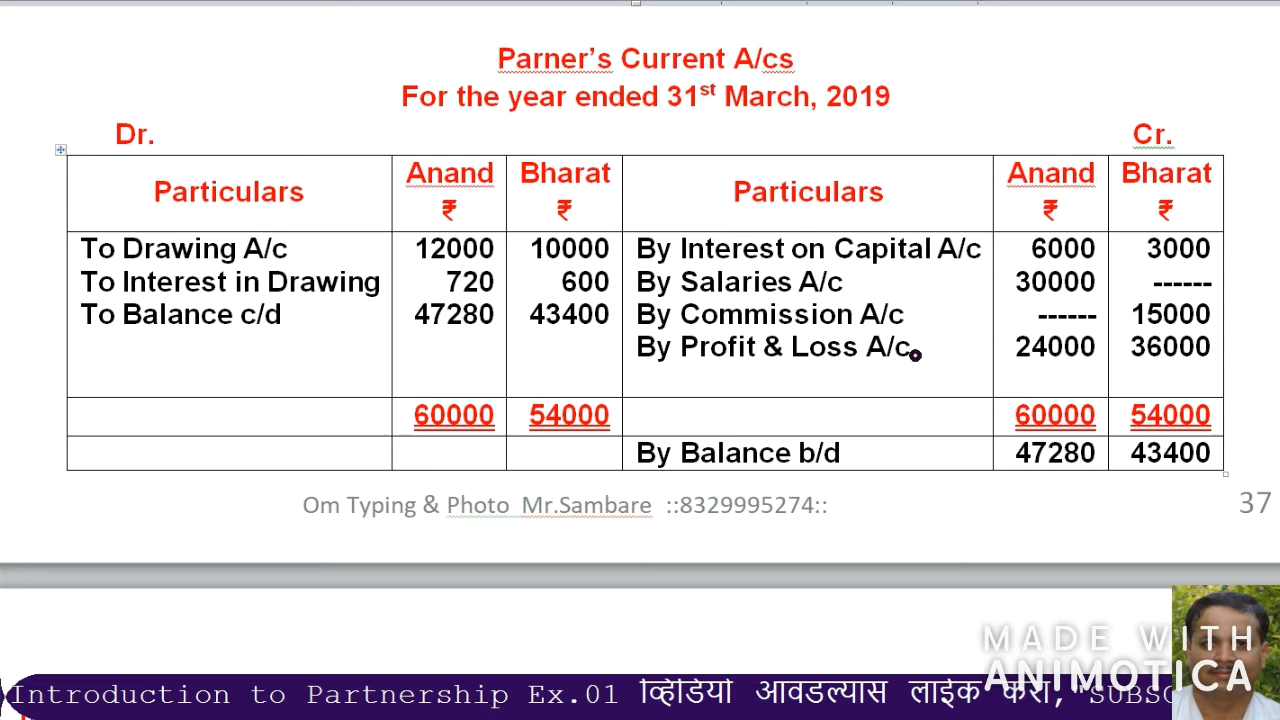 Parner's Current A/cs
For the year ended 31st March, 2019
Dr. Cr.
Particulars Anand ₹ Bharat ₹ Particulars Anand ₹ Bharat ₹
To Drawing A/c 12000 10000 By Interest on Capital A/c 6000 3000
To Interest in Drawing 720 600 By Salaries A/c 30000 ------
To Balance c/d 47280 43400 By Commission A/c ------ 15000
By Profit & Loss A/c 24000 36000
60000 54000 60000 54000
By Balance b/d 47280 43400
Om Typing & Photo Mr.Sambare ::8329995274:: 37
MADE WITH
ANIMOTICA
Introduction to Partnership Ex.01 व्हिडियो आवडल्यास लाईक करा, "SUBSC